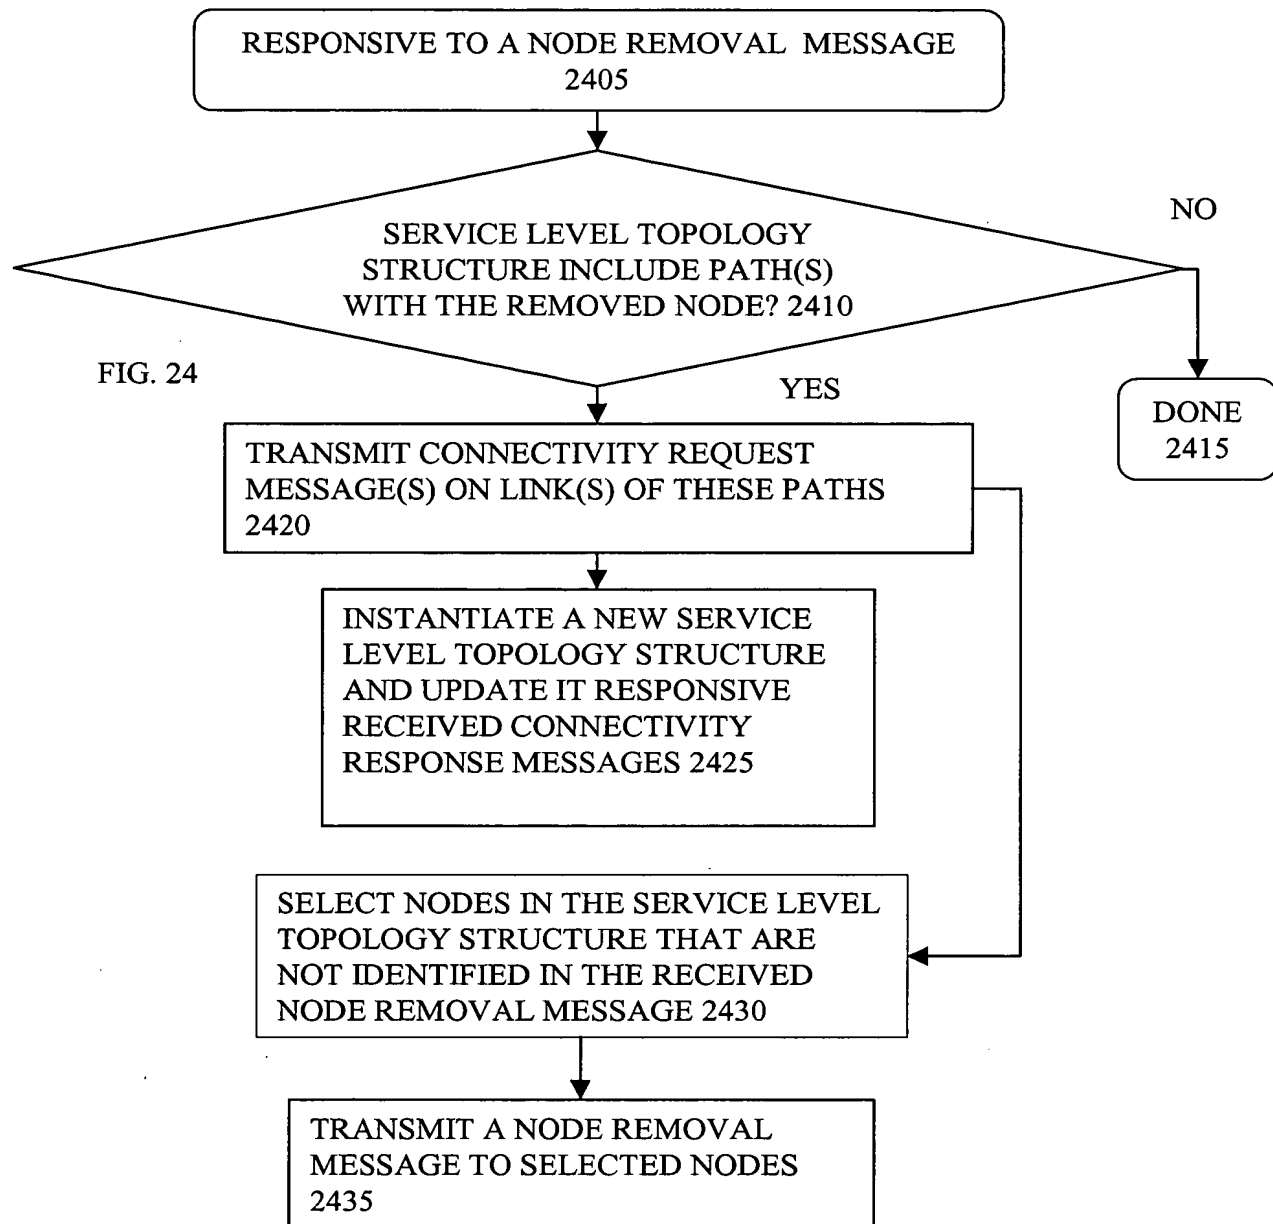 RESPONSIVE TO A NODE REMOVAL MESSAGE
2405
SERVICE LEVEL TOPOLOGY
STRUCTURE INCLUDE PATH(S)
WITH THE REMOVED NODE? 2410
NO
FIG. 24
YES
DONE
2415
TRANSMIT CONNECTIVITY REQUEST
MESSAGE(S) ON LINK(S) OF THESE PATHS
2420
INSTANTIATE A NEW SERVICE
LEVEL TOPOLOGY STRUCTURE
AND UPDATE IT RESPONSIVE
RECEIVED CONNECTIVITY
RESPONSE MESSAGES 2425
SELECT NODES IN THE SERVICE LEVEL
TOPOLOGY STRUCTURE THAT ARE
NOT IDENTIFIED IN THE RECEIVED
NODE REMOVAL MESSAGE 2430
TRANSMIT A NODE REMOVAL
MESSAGE TO SELECTED NODES
2435